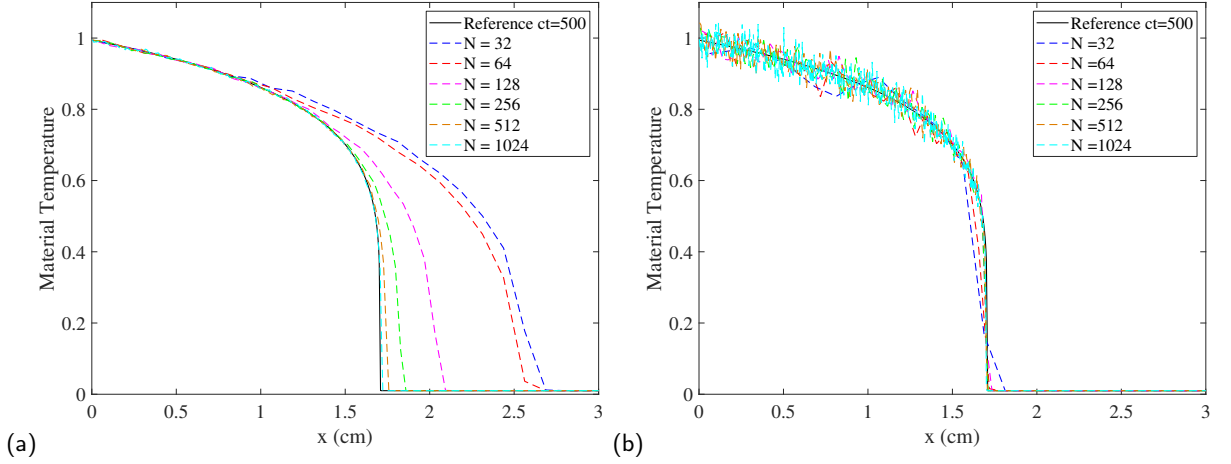 Reference ct=500
N = 32
N = 64
N = 128
N = 256
N = 512
N = 1024
1
0.8
0.6
0.4
0.2
0
Material Temperature
0 0.5 1 1.5 2 2.5 3
x (cm)
(a)
Reference ct=500
N =32
N =64
N =128
N =256
N =512
N =1024
1
0.8
0.6
0.4
0.2
0
Material Temperature
0 0.5 1 1.5 2 2.5 3
x (cm)
(b)